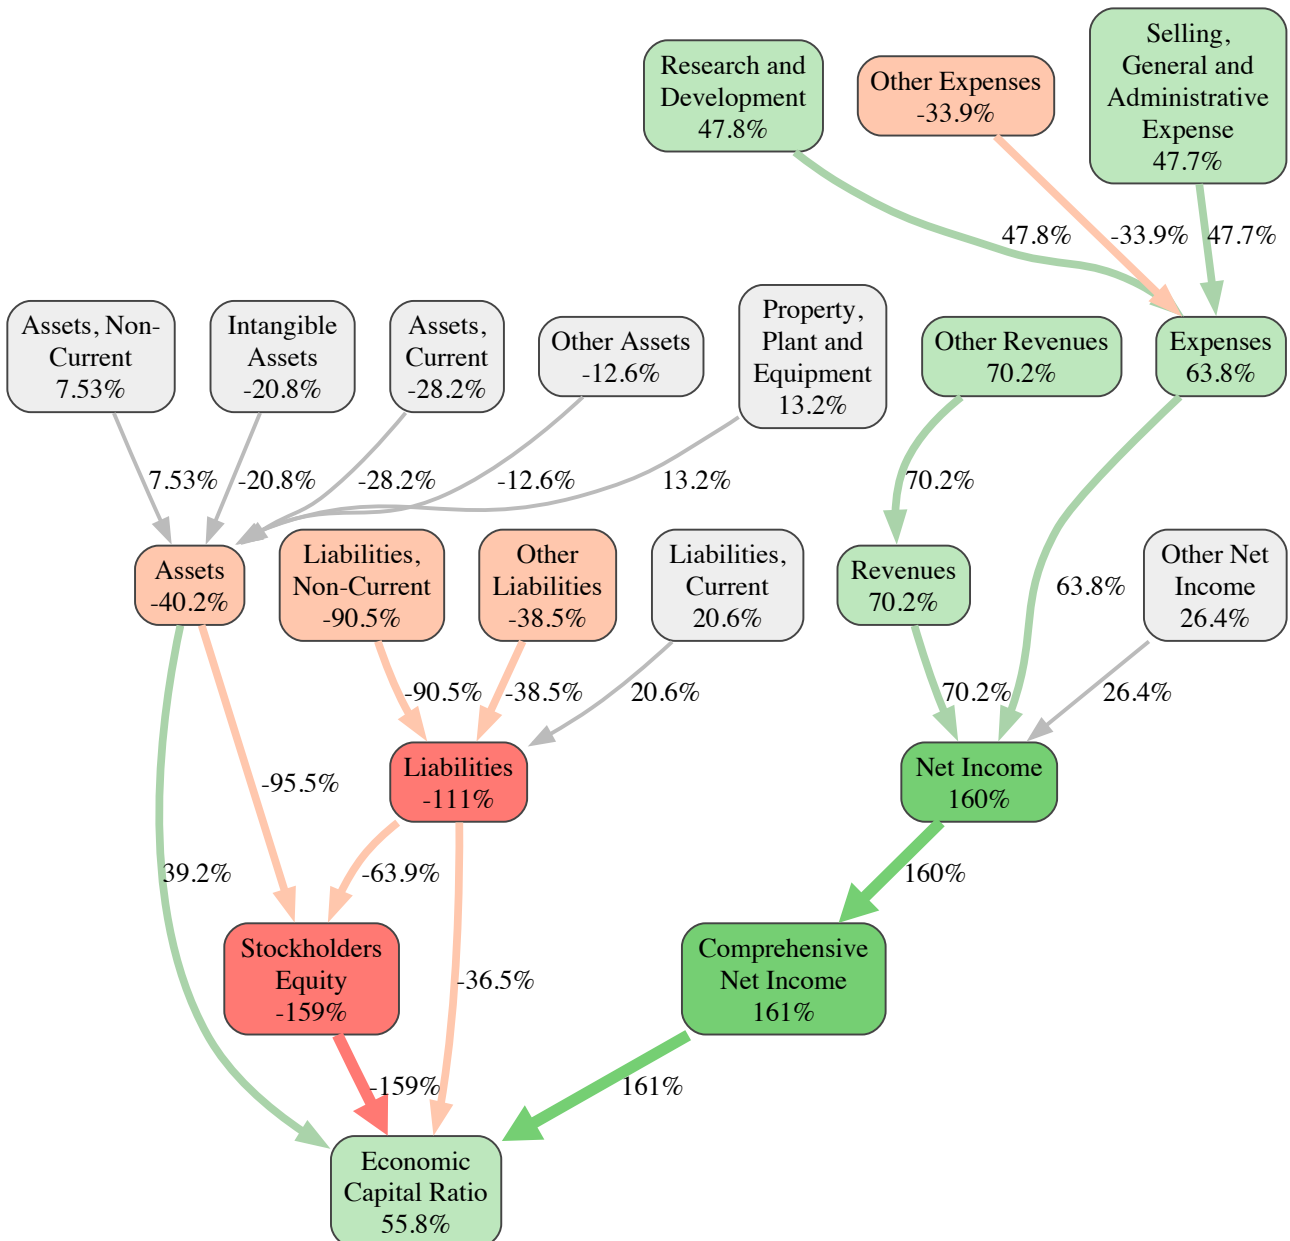 Selling,
General and
Administrative
Expense
47.7%
Research and
Development
47.8%
Other Expenses
-33.9%
47.8%
-33.9%
47.7%
Assets, Non-
Current
7.53%
Intangible
Assets
-20.8%
Assets,
Current
-28.2%
Other Assets
-12.6%
Property,
Plant and
Equipment
13.2%
Other Revenues
70.2%
Expenses
63.8%
7.53%
-20.8%
-28.2%
-12.6%
13.2%
70.2%
Assets
-40.2%
Liabilities,
Non-Current
-90.5%
Other
Liabilities
-38.5%
Liabilities,
Current
20.6%
Revenues
70.2%
63.8%
Other Net
Income
26.4%
-90.5%
-38.5%
20.6%
70.2%
26.4%
-95.5%
Liabilities
-111%
Net Income
160%
39.2%
-63.9%
160%
Stockholders
Equity
-159%
-36.5%
Comprehensive
Net Income
161%
-159%
161%
Economic
Capital Ratio
55.8%